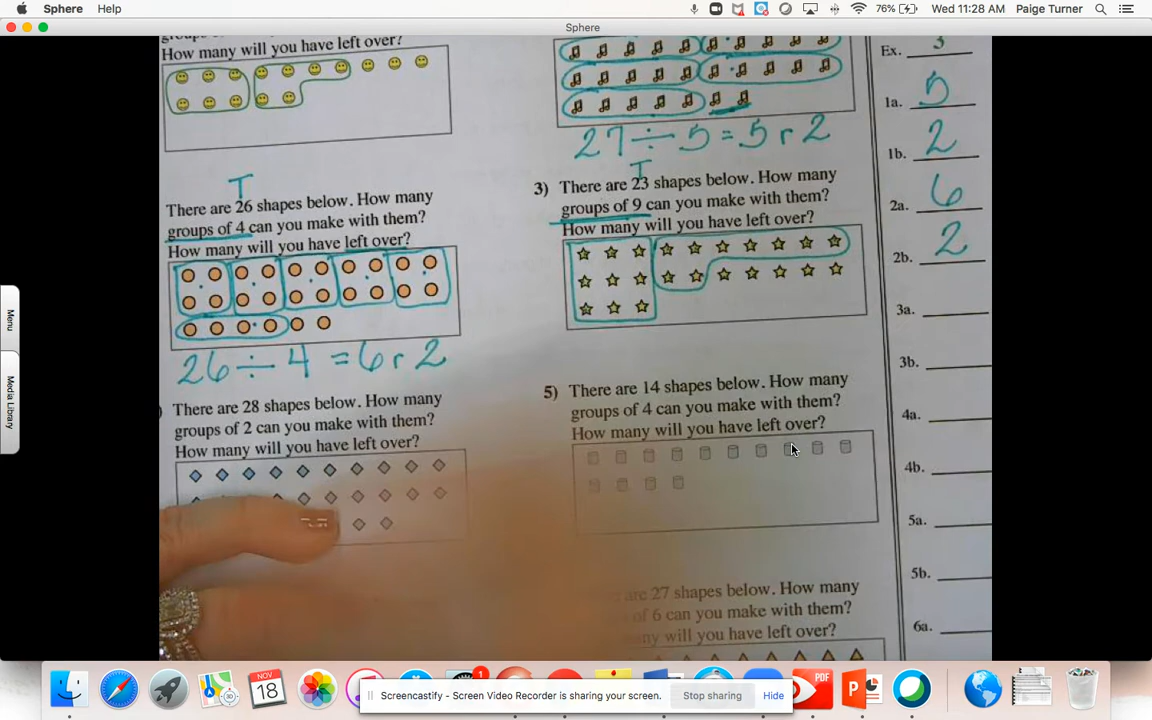 Sphere Help
76% Wed 11:28 AM Paige Turner
Sphere
How many will you have left over?
27 ÷ 5 = 5 r 2
T
There are 26 shapes below. How many
groups of 4 can you make with them?
How many will you have left over?
26 ÷ 4 = 6 r 2
T
3) There are 23 shapes below. How many
groups of 9 can you make with them?
How many will you have left over?
There are 28 shapes below. How many
groups of 2 can you make with them?
How many will you have left over?
5) There are 14 shapes below. How many
groups of 4 can you make with them?
How many will you have left over?
are 27 shapes below. How many
of 6 can you make with them?
will you have left over?
Ex. 3
1a. 5
1b. 2
2a. 6
2b. 2
3a.
3b.
4a.
4b.
5a.
5b.
6a.
Menu
Media Library
NOV
18
1
PDF
P
Screencastify - Screen Video Recorder is sharing your screen.
Stop sharing
Hide